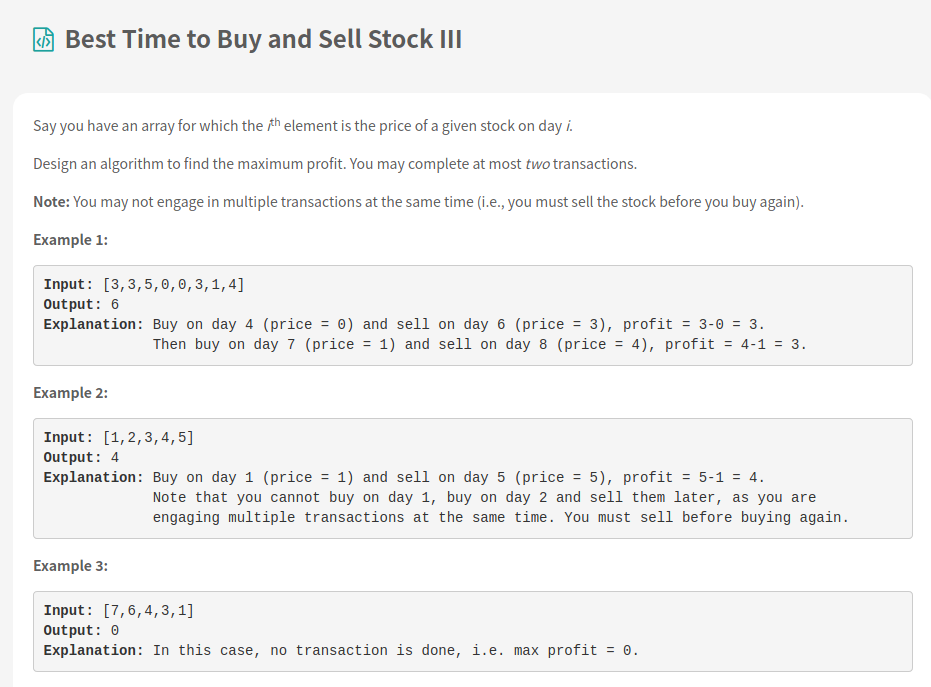 Best Time to Buy and Sell Stock III
Say you have an array for which the ith element is the price of a given stock on day i.
Design an algorithm to find the maximum profit. You may complete at most two transactions.
Note: You may not engage in multiple transactions at the same time (i.e., you must sell the stock before you buy again).
Example 1:
Input: [3,3,5,0,0,3,1,4]
Output: 6
Explanation: Buy on day 4 (price = 0) and sell on day 6 (price = 3), profit = 3-0 = 3.
Then buy on day 7 (price = 1) and sell on day 8 (price = 4), profit = 4-1 = 3.
Example 2:
Input: [1,2,3,4,5]
Output: 4
Explanation: Buy on day 1 (price = 1) and sell on day 5 (price = 5), profit = 5-1 = 4.
Note that you cannot buy on day 1, buy on day 2 and sell them later, as you are
engaging multiple transactions at the same time. You must sell before buying again.
Example 3:
Input: [7,6,4,3,1]
Output: 0
Explanation: In this case, no transaction is done, i.e. max profit = 0.